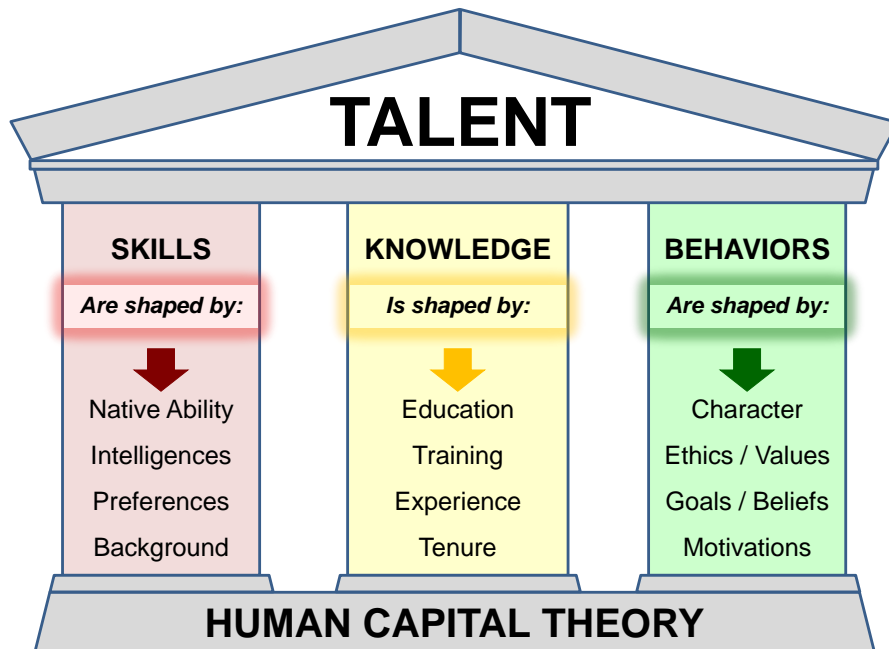 TALENT
SKILLS
Are shaped by:
Native Ability
Intelligences
Preferences
Background
KNOWLEDGE
Is shaped by:
Education
Training
Experience
Tenure
BEHAVIORS
Are shaped by:
Character
Ethics / Values
Goals / Beliefs
Motivations
HUMAN CAPITAL THEORY